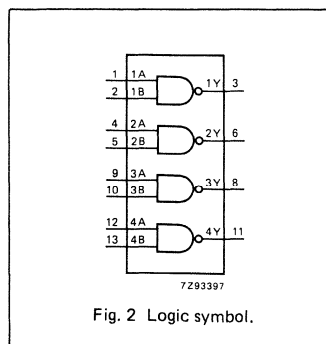 1 1A
2 1B
1Y 3
4 2A
5 2B
2Y 6
9 3A
10 3B
3Y 8
12 4A
13 4B
4Y 11
7Z93397
Fig. 2 Logic symbol.